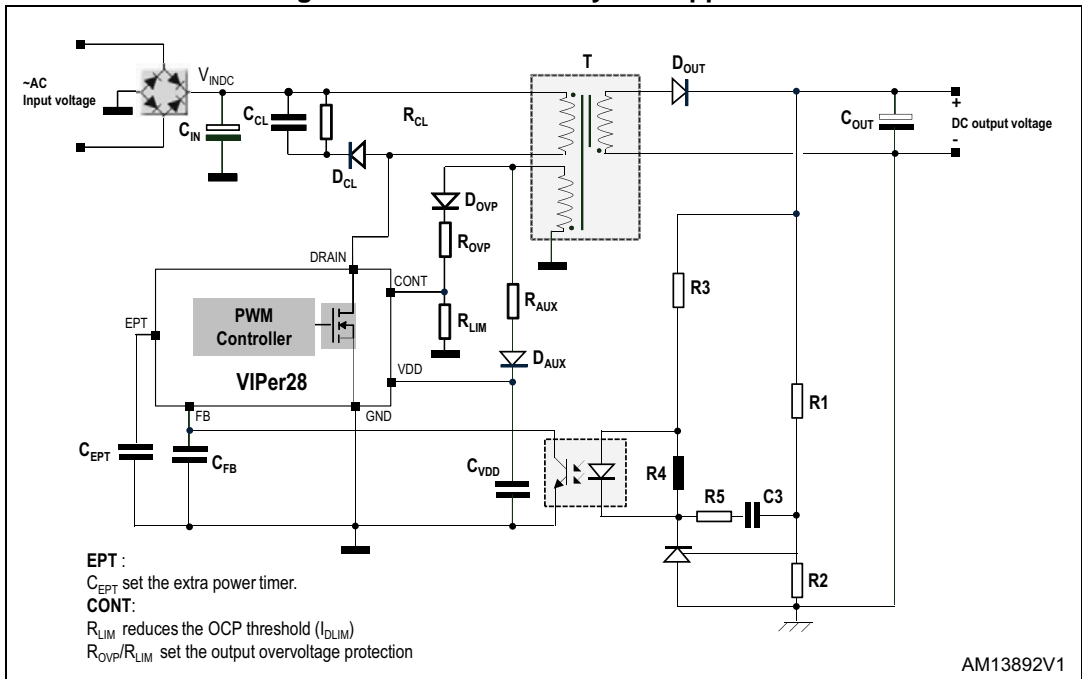 ~AC
Input voltage
V_INDC
C_IN
C_CL
R_CL
D_CL
T
D_OUT
C_OUT
+
DC output voltage
-
D_OVP
R_OVP
DRAIN
CONT
R_LIM
R_AUX
D_AUX
EPT
PWM
Controller
VIPer28
VDD
FB
GND
C_EPT
C_FB
C_VDD
R3
R1
R4
R5
C3
R2
EPT :
C_EPT set the extra power timer.
CONT:
R_LIM reduces the OCP threshold (I_DLIM)
R_OVP/R_LIM set the output overvoltage protection
AM13892V1